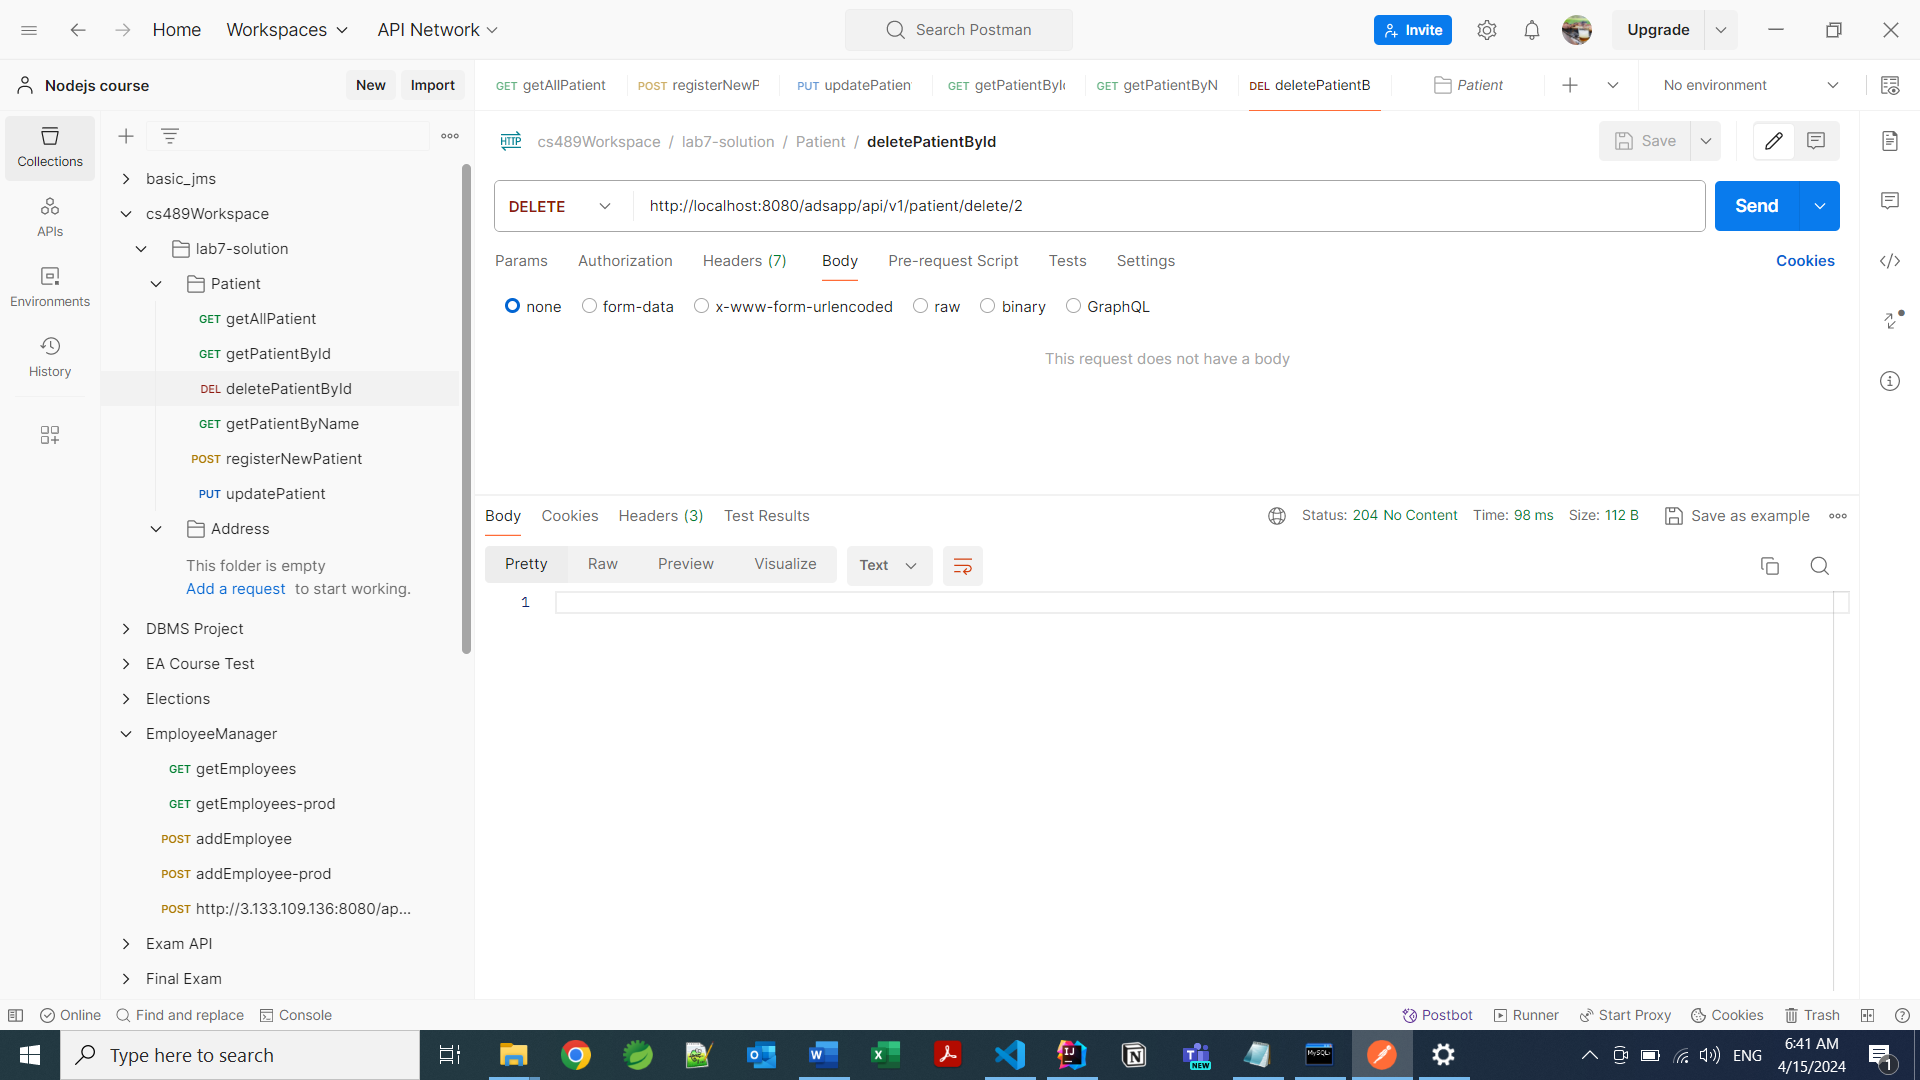 Home
Workspaces
API Network
Search Postman
Invite
Upgrade
Nodejs course
New
Import
GET getAllPatient
POST registerNewP
PUT updatePatien
GET getPatientById
GET getPatientByN
DEL deletePatientB
Patient
No environment
Collections
APIs
Environments
History
basic_jms
cs489Workspace
lab7-solution
Patient
GET getAllPatient
GET getPatientById
DEL deletePatientById
GET getPatientByName
POST registerNewPatient
PUT updatePatient
Address
This folder is empty
Add a request to start working.
DBMS Project
EA Course Test
Elections
EmployeeManager
GET getEmployees
GET getEmployees-prod
POST addEmployee
POST addEmployee-prod
POST http://3.133.109.136:8080/ap...
Exam API
Final Exam
HTTP cs489Workspace / lab7-solution / Patient / deletePatientById
Save
DELETE
http://localhost:8080/adsapp/api/v1/patient/delete/2
Send
Params
Authorization
Headers (7)
Body
Pre-request Script
Tests
Settings
Cookies
none
form-data
x-www-form-urlencoded
raw
binary
GraphQL
This request does not have a body
Body
Cookies
Headers (3)
Test Results
Status: 204 No Content
Time: 98 ms
Size: 112 B
Save as example
Pretty
Raw
Preview
Visualize
Text
1
Online
Find and replace
Console
Postbot
Runner
Start Proxy
Cookies
Trash
Type here to search
NEW
MySQL
ENG
6:41 AM
4/15/2024
1